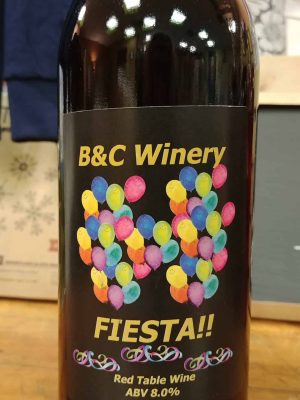 B&C Winery
FIESTA!!
Red Table Wine
ABV 8.0%